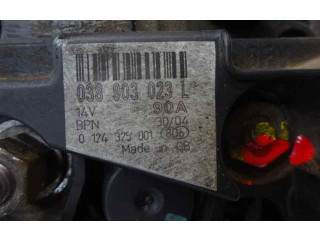 038 903 023 L
14V 90A
BPN 30/04
0 124 325 001 (806)
Made in GB